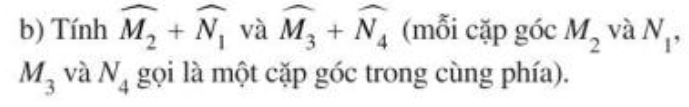 b) Tính $\widehat{M_2} + \widehat{N_1}$ và $\widehat{M_3} + \widehat{N_4}$ (mỗi cặp góc $M_2$ và $N_1$,
$M_3$ và $N_4$ gọi là một cặp góc trong cùng phía).